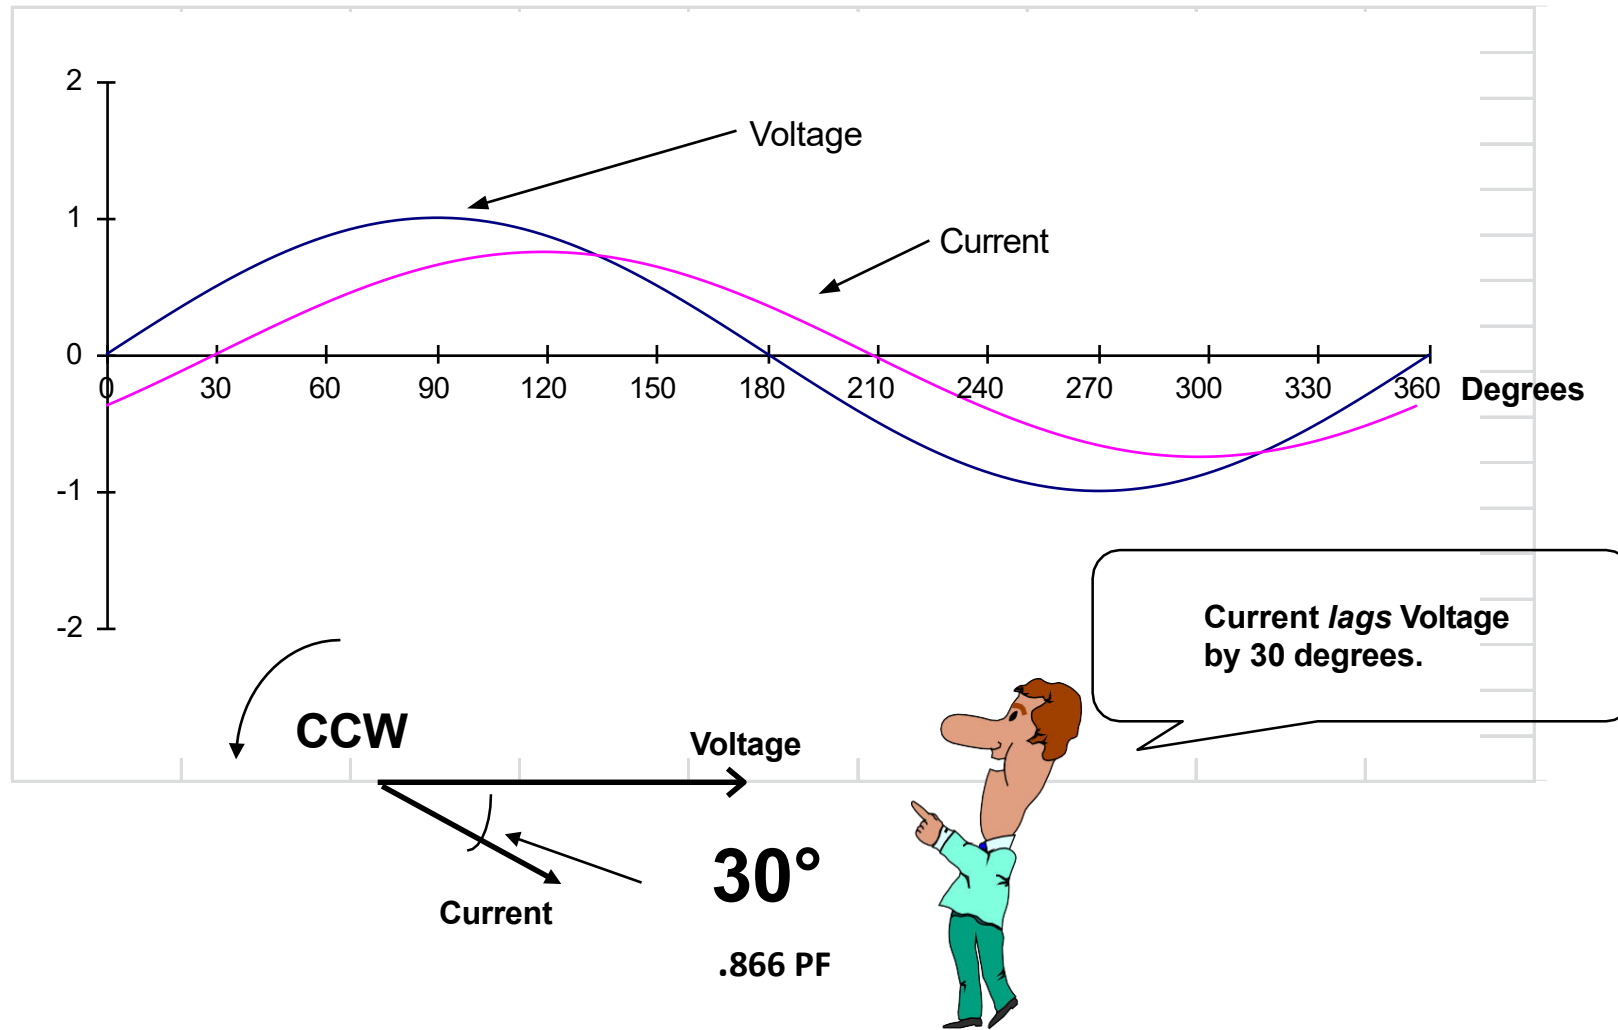 2
Voltage
1
Current
0
0 30 60 90 120 150 180 210 240 270 300 330 360 Degrees
-1
-2
Current lags Voltage
by 30 degrees.
CCW
Voltage
30°
Current
.866 PF